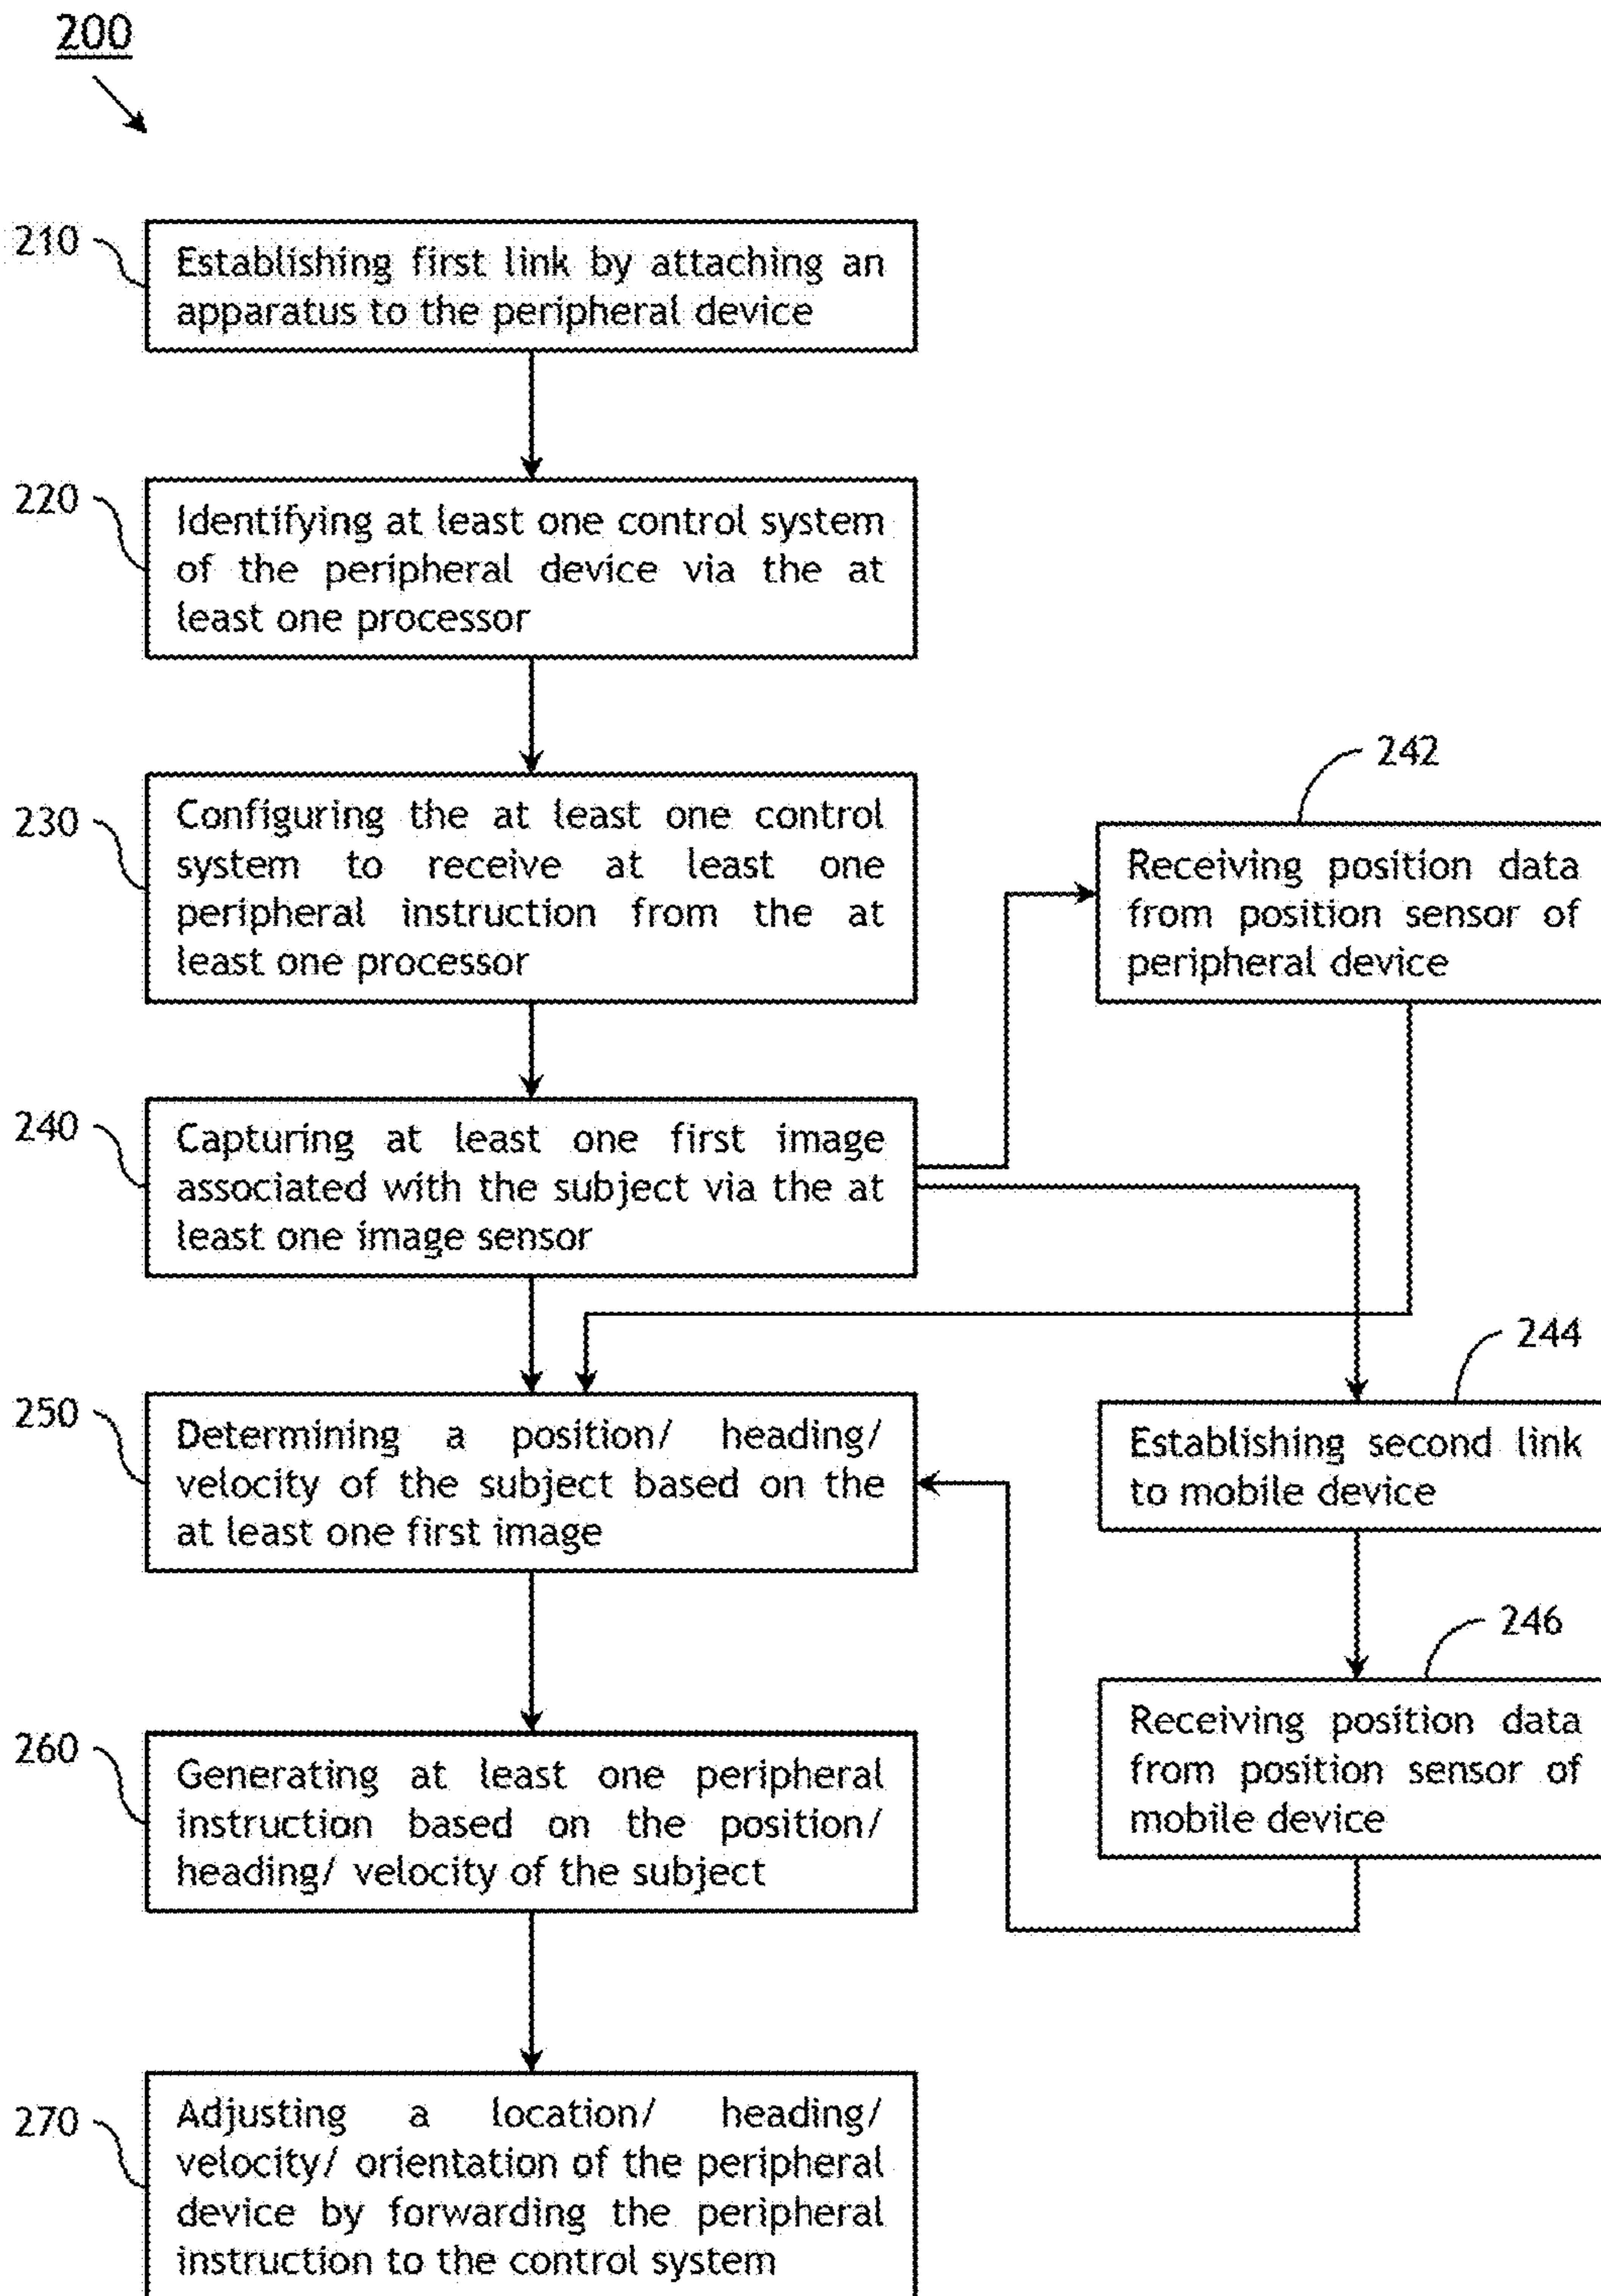 200
210
Establishing first link by attaching an
apparatus to the peripheral device
220
Identifying at least one control system
of the peripheral device via the at
least one processor
230
Configuring the at least one control
system to receive at least one
peripheral instruction from the at
least one processor
242
Receiving position data
from position sensor of
peripheral device
240
Capturing at least one first image
associated with the subject via the at
least one image sensor
244
Establishing second link
to mobile device
250
Determining a position/ heading/
velocity of the subject based on the
at least one first image
246
Receiving position data
from position sensor of
mobile device
260
Generating at least one peripheral
instruction based on the position/
heading/ velocity of the subject
270
Adjusting a location/ heading/
velocity/ orientation of the peripheral
device by forwarding the peripheral
instruction to the control system